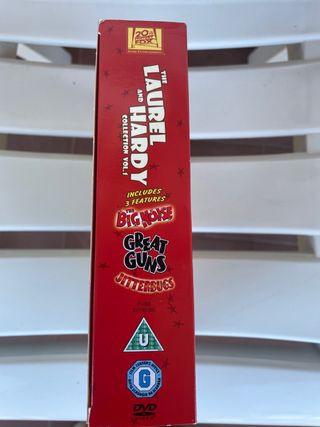 20th
CENTURY
FOX
THE
LAUREL
AND HARDY
COLLECTION VOL.1
INCLUDES
3 FEATURES
THE
BIG NOISE
GREAT
GUNS
JITTERBUGS
U
G
DVD